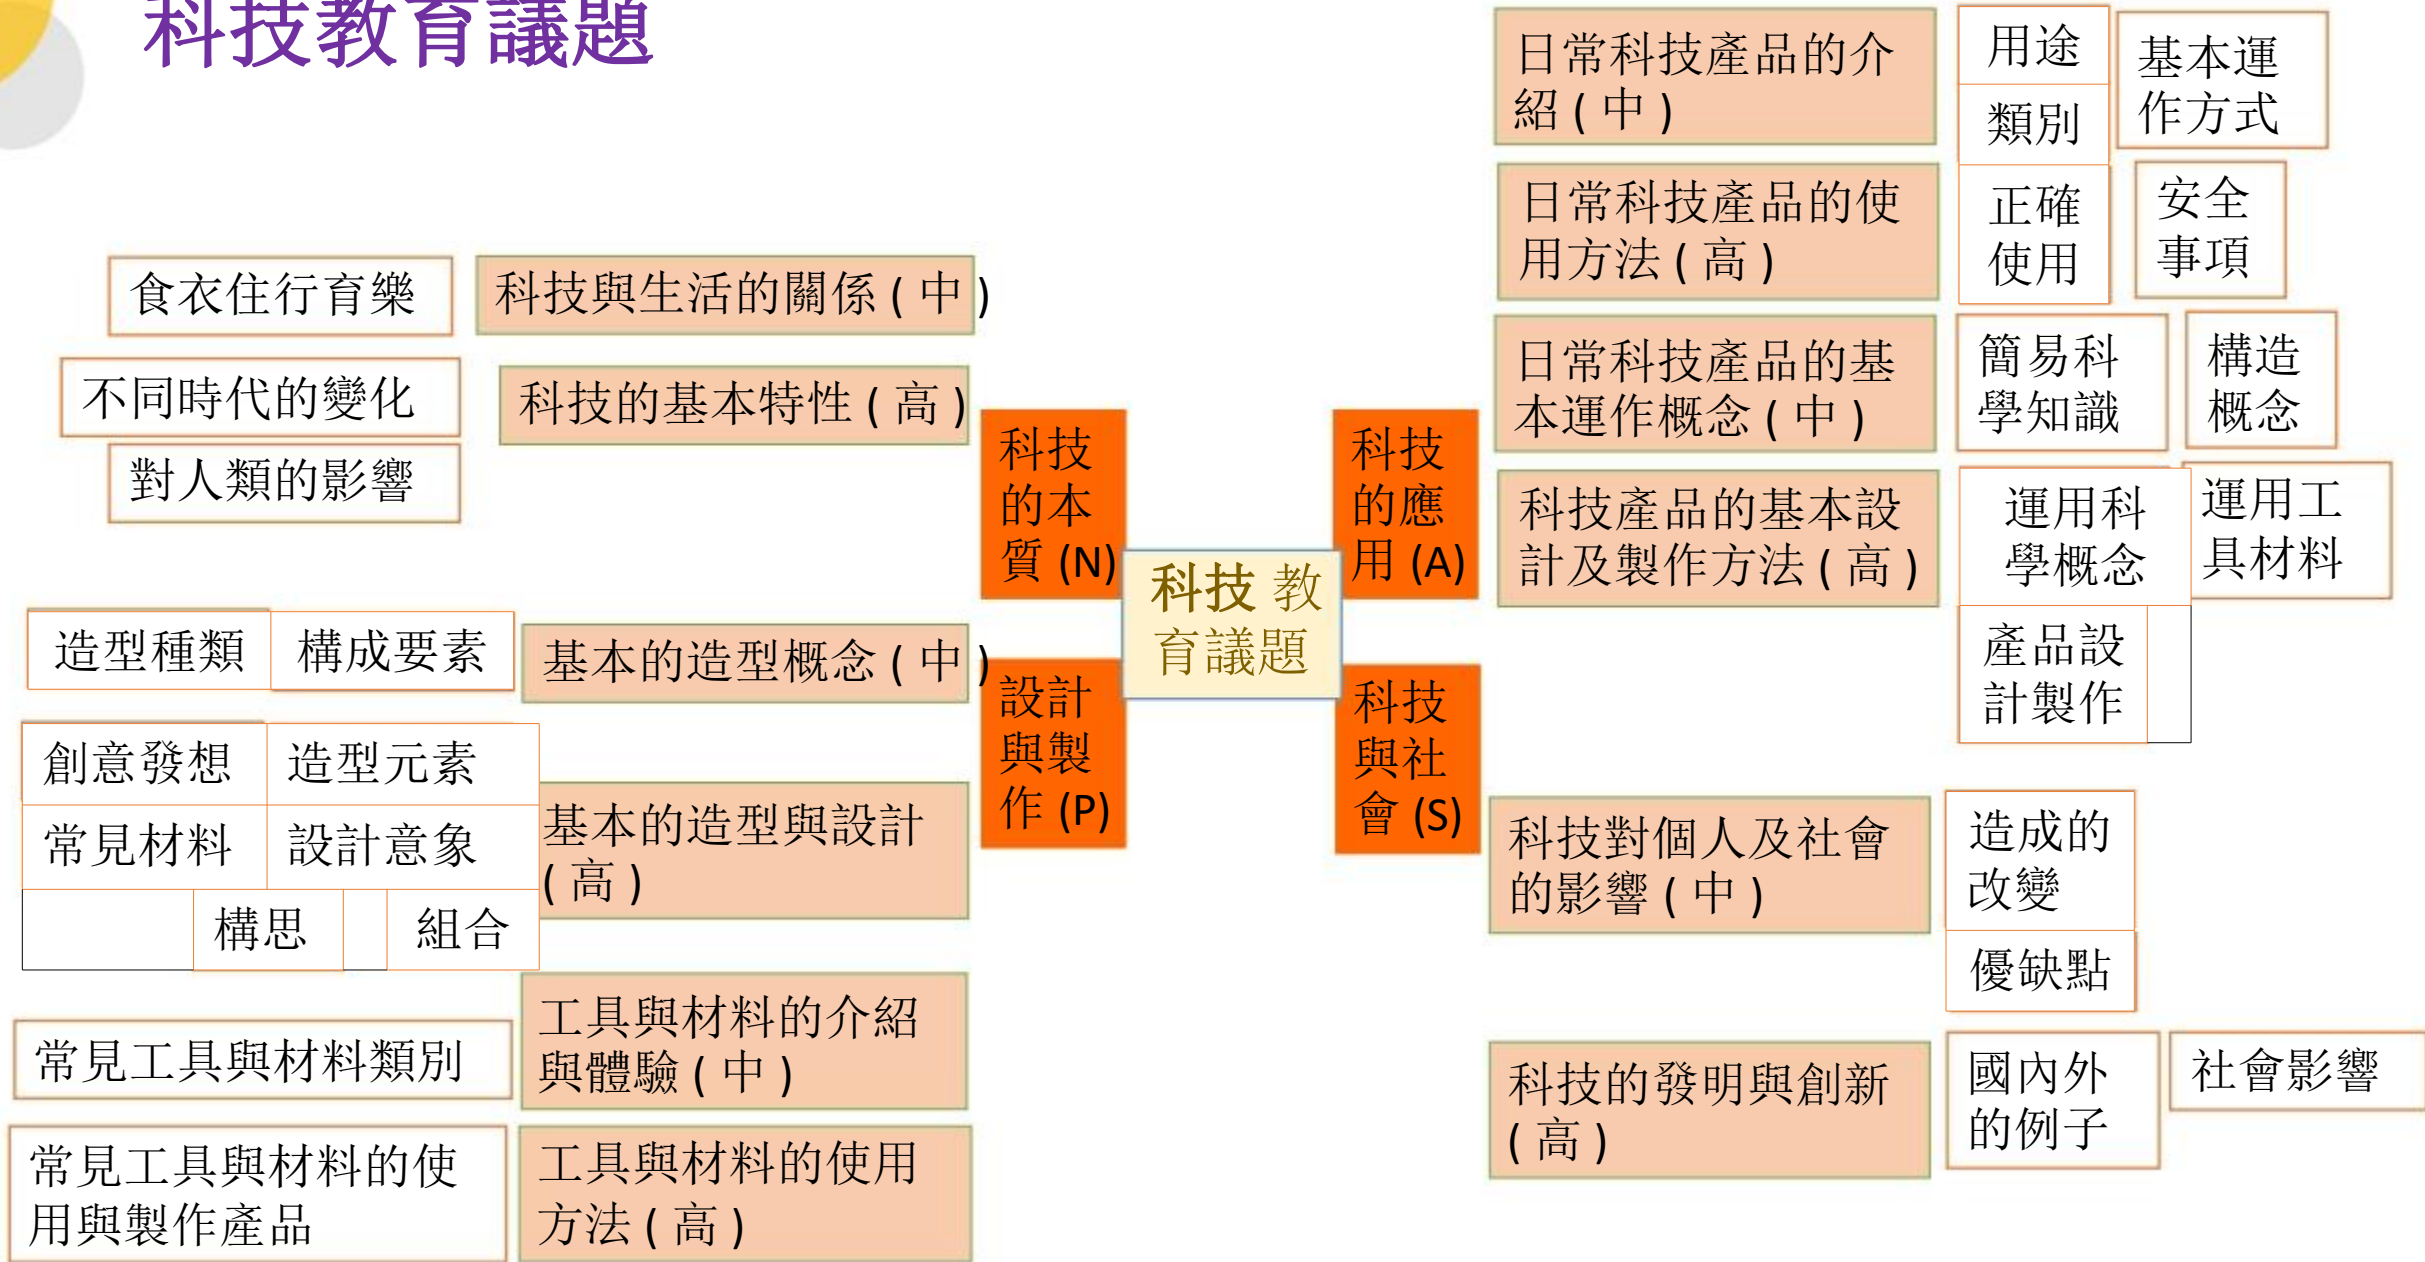 科技教育議題
食衣住行育樂
科技與生活的關係 ( 中 )
不同時代的變化
科技的基本特性 ( 高 )
對人類的影響
科技
的本
質 (N)
造型種類
構成要素
基本的造型概念 ( 中 )
創意發想
造型元素
常見材料
設計意象
構思
組合
基本的造型與設計
( 高 )
設計
與製
作 (P)
常見工具與材料類別
工具與材料的介紹
與體驗 ( 中 )
常見工具與材料的使
用與製作產品
工具與材料的使用
方法 ( 高 )
科技 教
育議題
科技
的應
用 (A)
日常科技產品的介
紹 ( 中 )
用途
類別
基本運
作方式
日常科技產品的使
用方法 ( 高 )
正確
使用
安全
事項
日常科技產品的基
本運作概念 ( 中 )
簡易科
學知識
構造
概念
科技產品的基本設
計及製作方法 ( 高 )
運用科
學概念
運用工
具材料
產品設
計製作
科技
與社
會 (S)
科技對個人及社會
的影響 ( 中 )
造成的
改變
優缺點
科技的發明與創新
( 高 )
國內外
的例子
社會影響